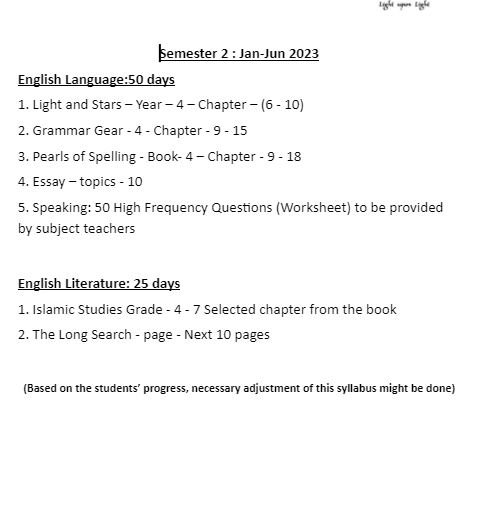 Light upon Light
Semester 2 : Jan-Jun 2023
English Language:50 days
1. Light and Stars – Year – 4 – Chapter – (6 - 10)
2. Grammar Gear - 4 - Chapter - 9 - 15
3. Pearls of Spelling - Book- 4 – Chapter - 9 - 18
4. Essay – topics - 10
5. Speaking: 50 High Frequency Questions (Worksheet) to be provided
by subject teachers
English Literature: 25 days
1. Islamic Studies Grade - 4 - 7 Selected chapter from the book
2. The Long Search - page - Next 10 pages
(Based on the students’ progress, necessary adjustment of this syllabus might be done)